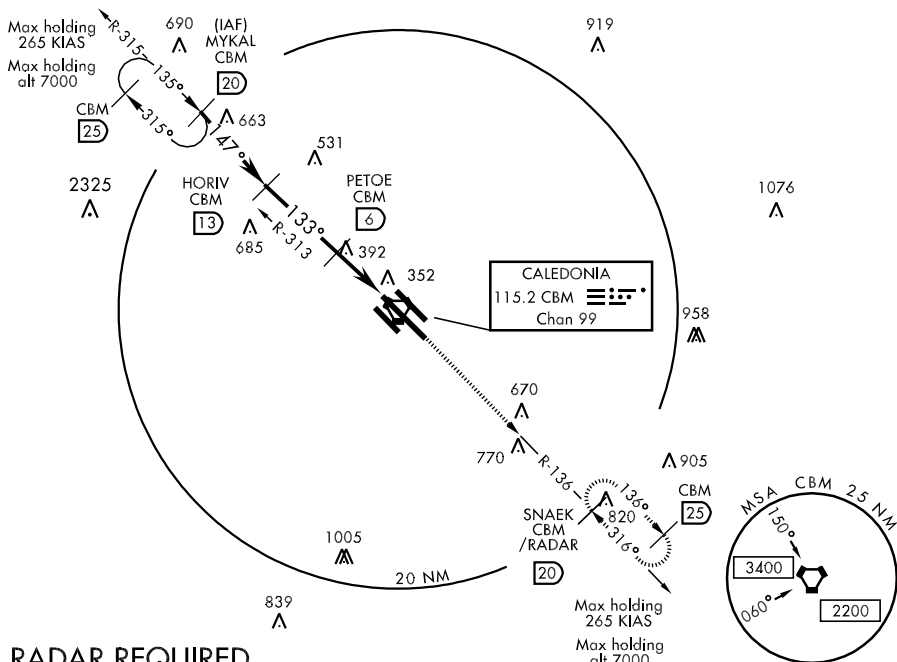 Max holding
265 KIAS
Max holding
alt 7000
R-315
690
(IAF)
MYKAL
CBM
20
919
135°
315°
CBM
25
663
147°
531
2325
HORIV
CBM
13
PETOE
CBM
6
1076
133°
R-313
685
392
352
CALEDONIA
115.2 CBM
Chan 99
958
670
770
R-136
905
136°
CBM
25
820
316°
SNAEK
CBM
/RADAR
20
1005
20 NM
839
Max holding
265 KIAS
Max holding
alt 7000
MSA CBM 25 NM
150°
3400
060°
2200
RADAR REQUIRED